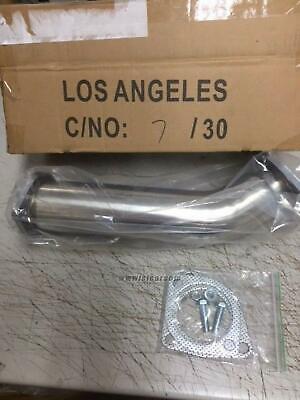 LOS ANGELES
C/NO: 7 /30